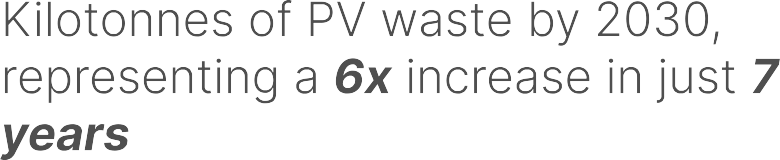 Kilotonnes of PV waste by 2030,
representing a 6x increase in just 7
years